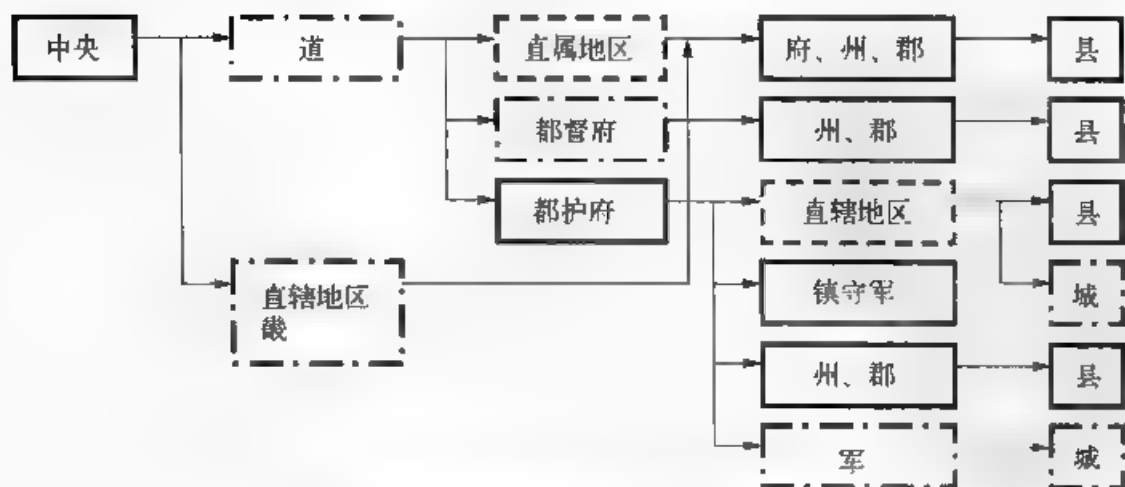 中央
道
直属地区
府、州、郡
县
都督府
州、郡
县
都护府
直辖地区
县
直辖地区
畿
镇守军
城
州、郡
县
军
城